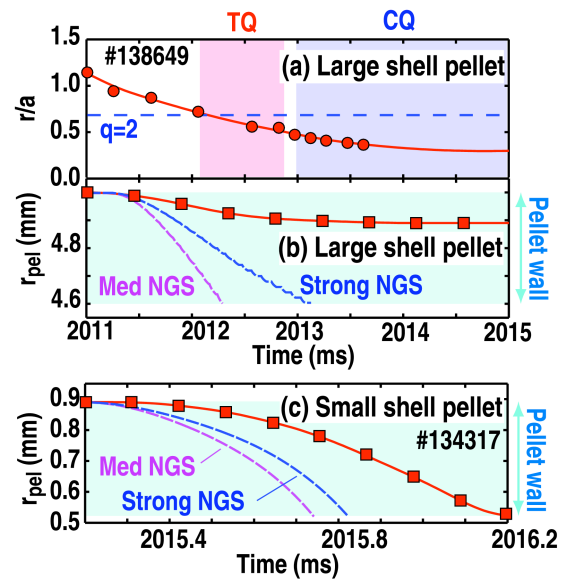 TQ CQ
1.5
#138649
(a) Large shell pellet
1.0
r/a
0.5
q=2
0.0
Pellet wall
4.8
rpel (mm)
(b) Large shell pellet
Med NGS
Strong NGS
4.6
2011 2012 2013 2014 2015
Time (ms)
0.9
(c) Small shell pellet
#134317
0.8
Pellet wall
rpel (mm)
0.7
Med NGS
0.6
Strong NGS
0.5
2015.4 2015.8 2016.2
Time (ms)